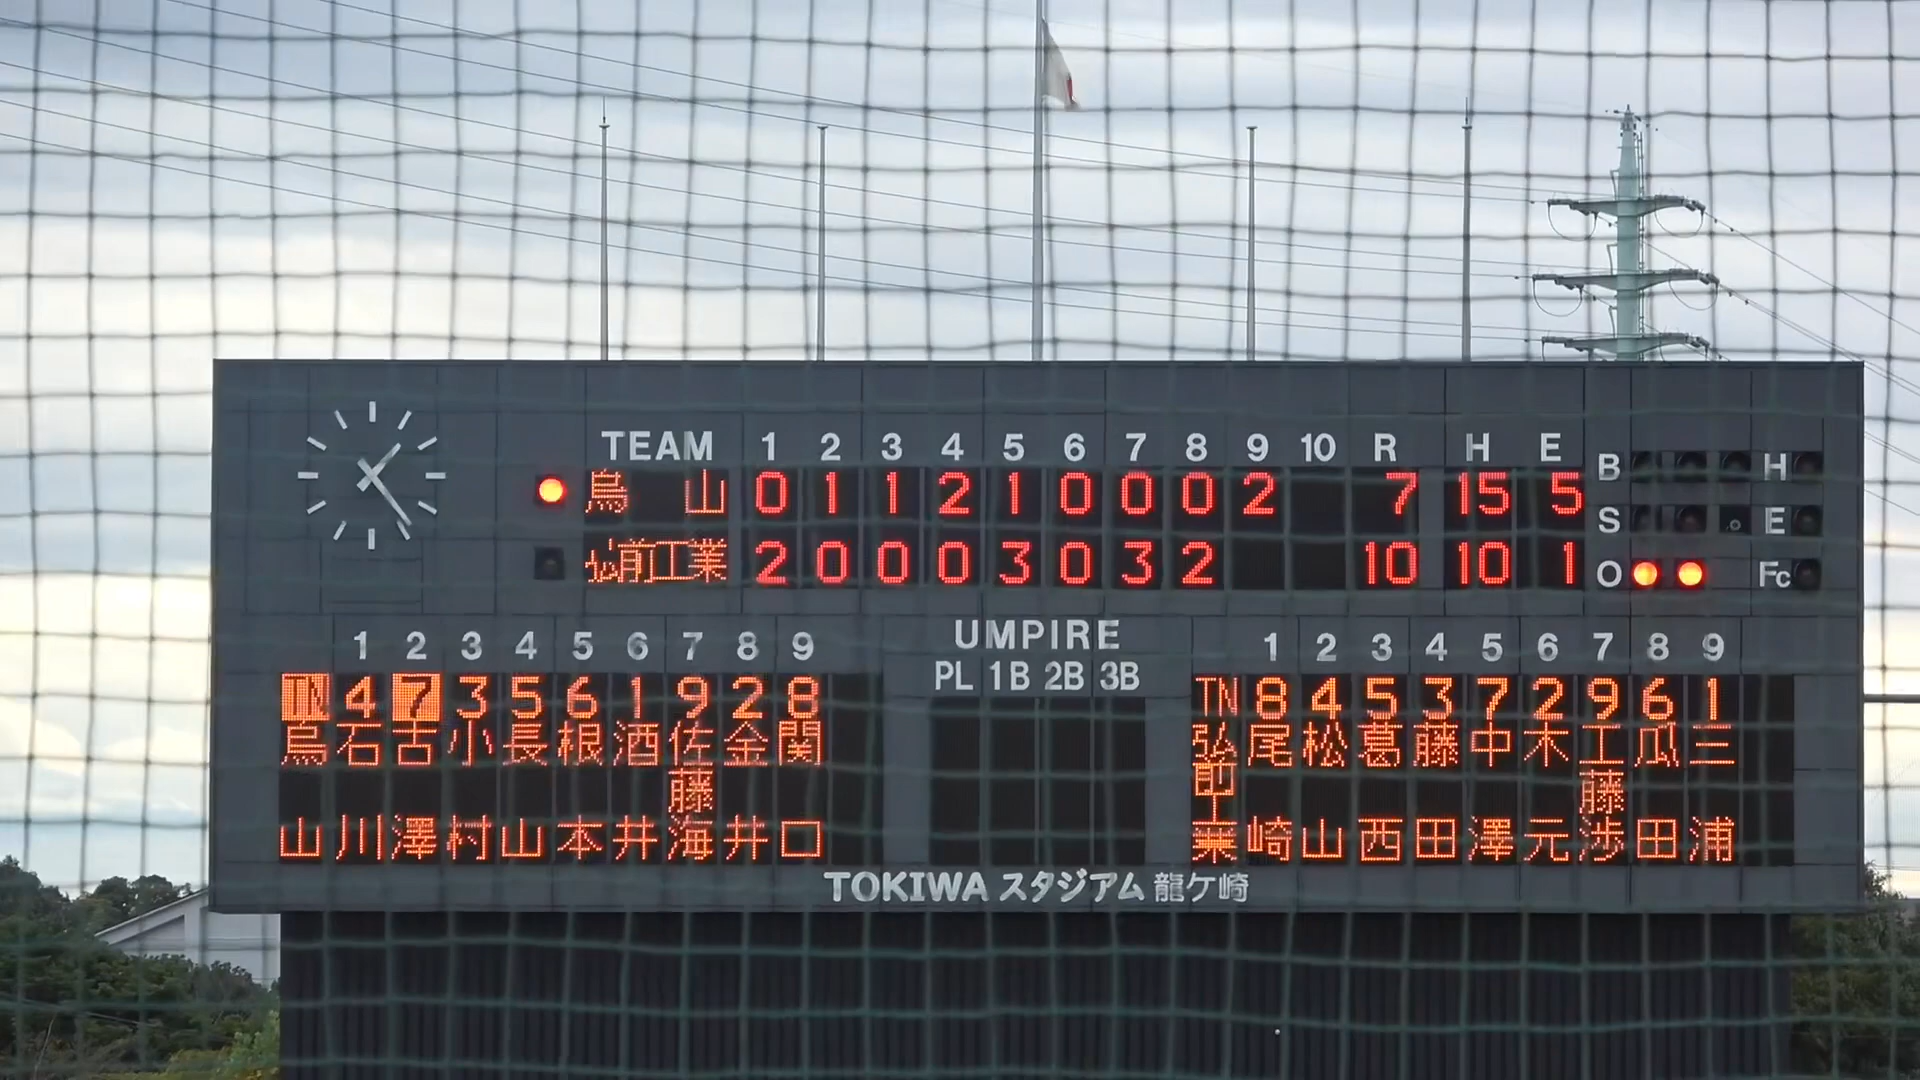 TEAM 1 2 3 4 5 6 7 8 9 10 R H E
烏山 0 1 1 2 1 0 0 0 2 7 15 5 B H
S E
弘前工業 2 0 0 0 3 0 3 2 10 10 1 O Fc
UMPIRE
PL 1B 2B 3B
1 2 3 4 5 6 7 8 9
TN 4 7 3 5 6 1 9 2 8
烏山
石川
古澤
小村
長山
根本
酒井
佐藤海
金井
関口
1 2 3 4 5 6 7 8 9
TN 8 4 5 3 7 2 9 6 1
弘前工業
尾崎
松山
葛西
藤田
中澤
木元
工藤渉
瓜田
三浦
TOKIWA スタジアム 龍ケ崎